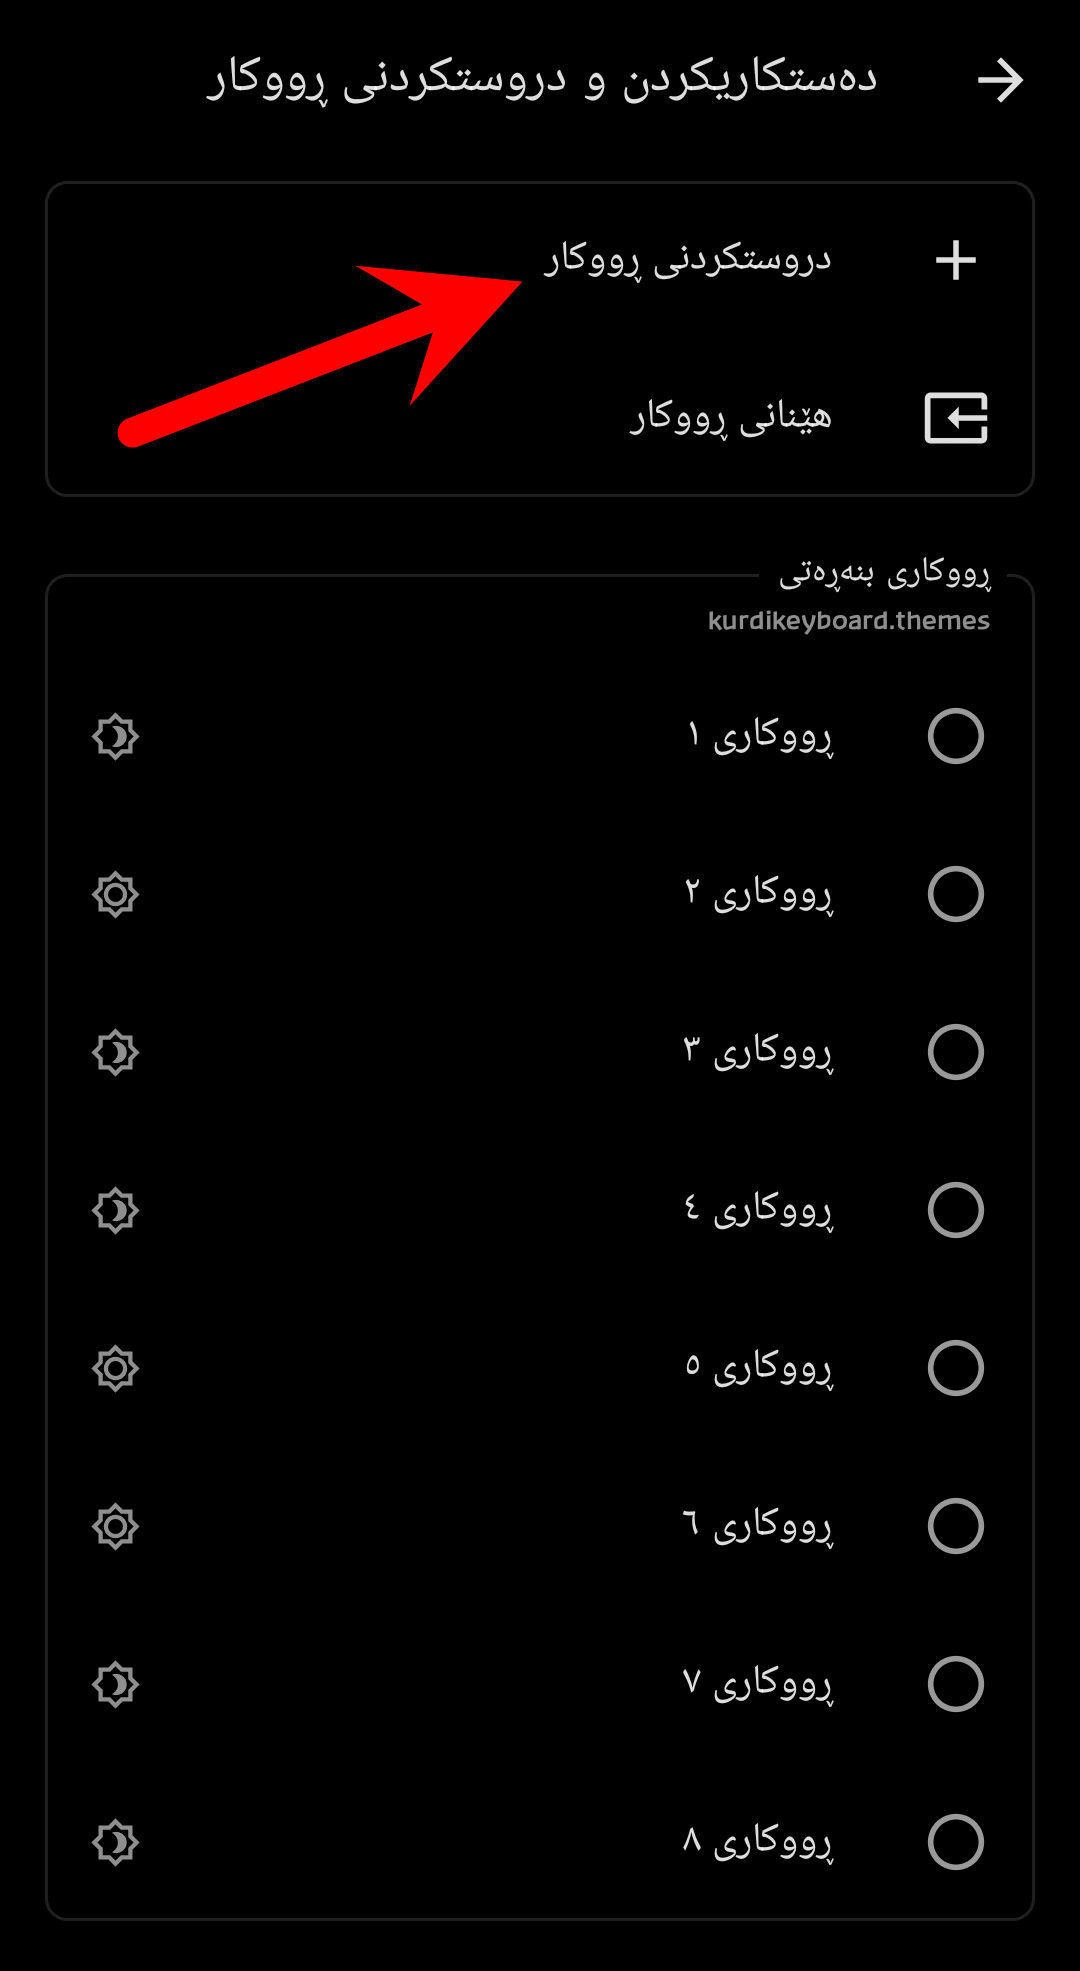 دەستکاریکردن و دروستکردنی ڕووکار
دروستکردنی ڕووکار
هێنانی ڕووکار
ڕووکاری بنەڕەتی
kurdikeyboard.themes
ڕووکاری ١
ڕووکاری ٢
ڕووکاری ٣
ڕووکاری ٤
ڕووکاری ٥
ڕووکاری ٦
ڕووکاری ٧
ڕووکاری ٨